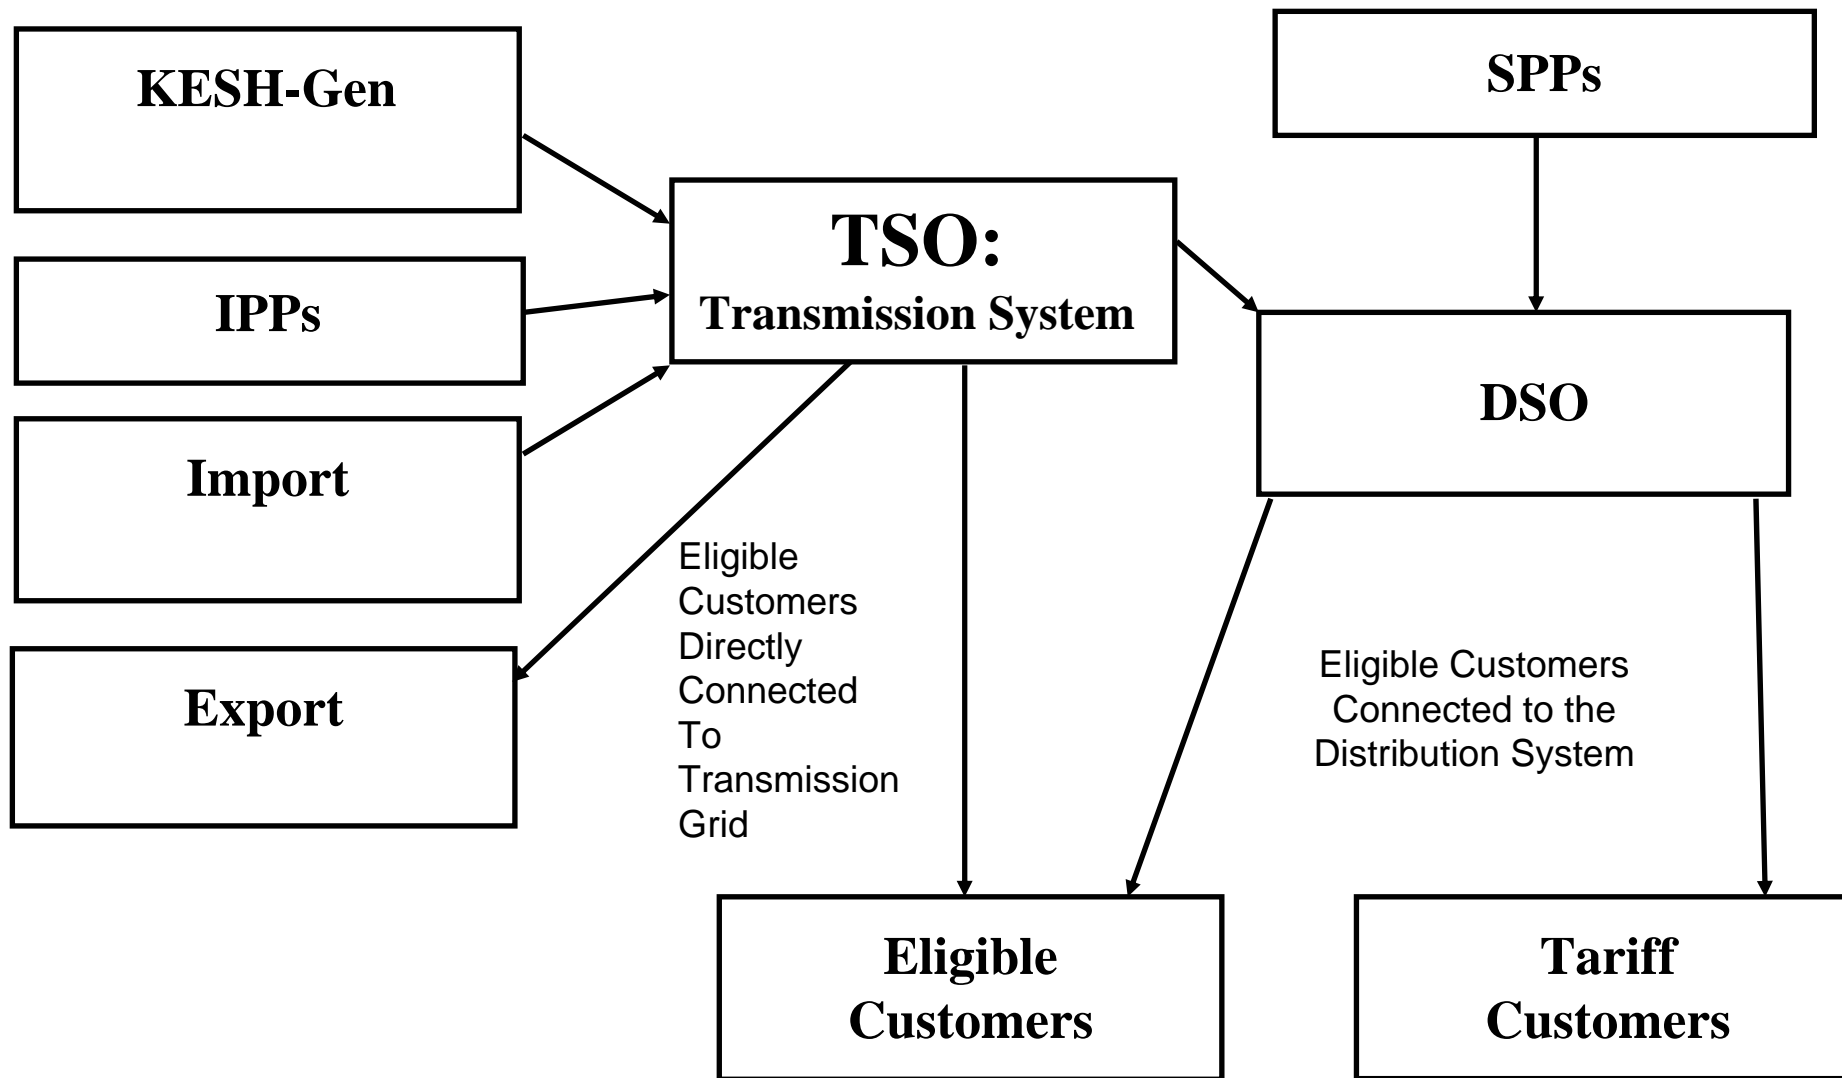 KESH-Gen
SPPs
TSO:
Transmission System
IPPs
DSO
Import
Eligible
Customers
Directly
Connected
To
Transmission
Grid
Eligible Customers
Connected to the
Distribution System
Export
Eligible
Customers
Tariff
Customers